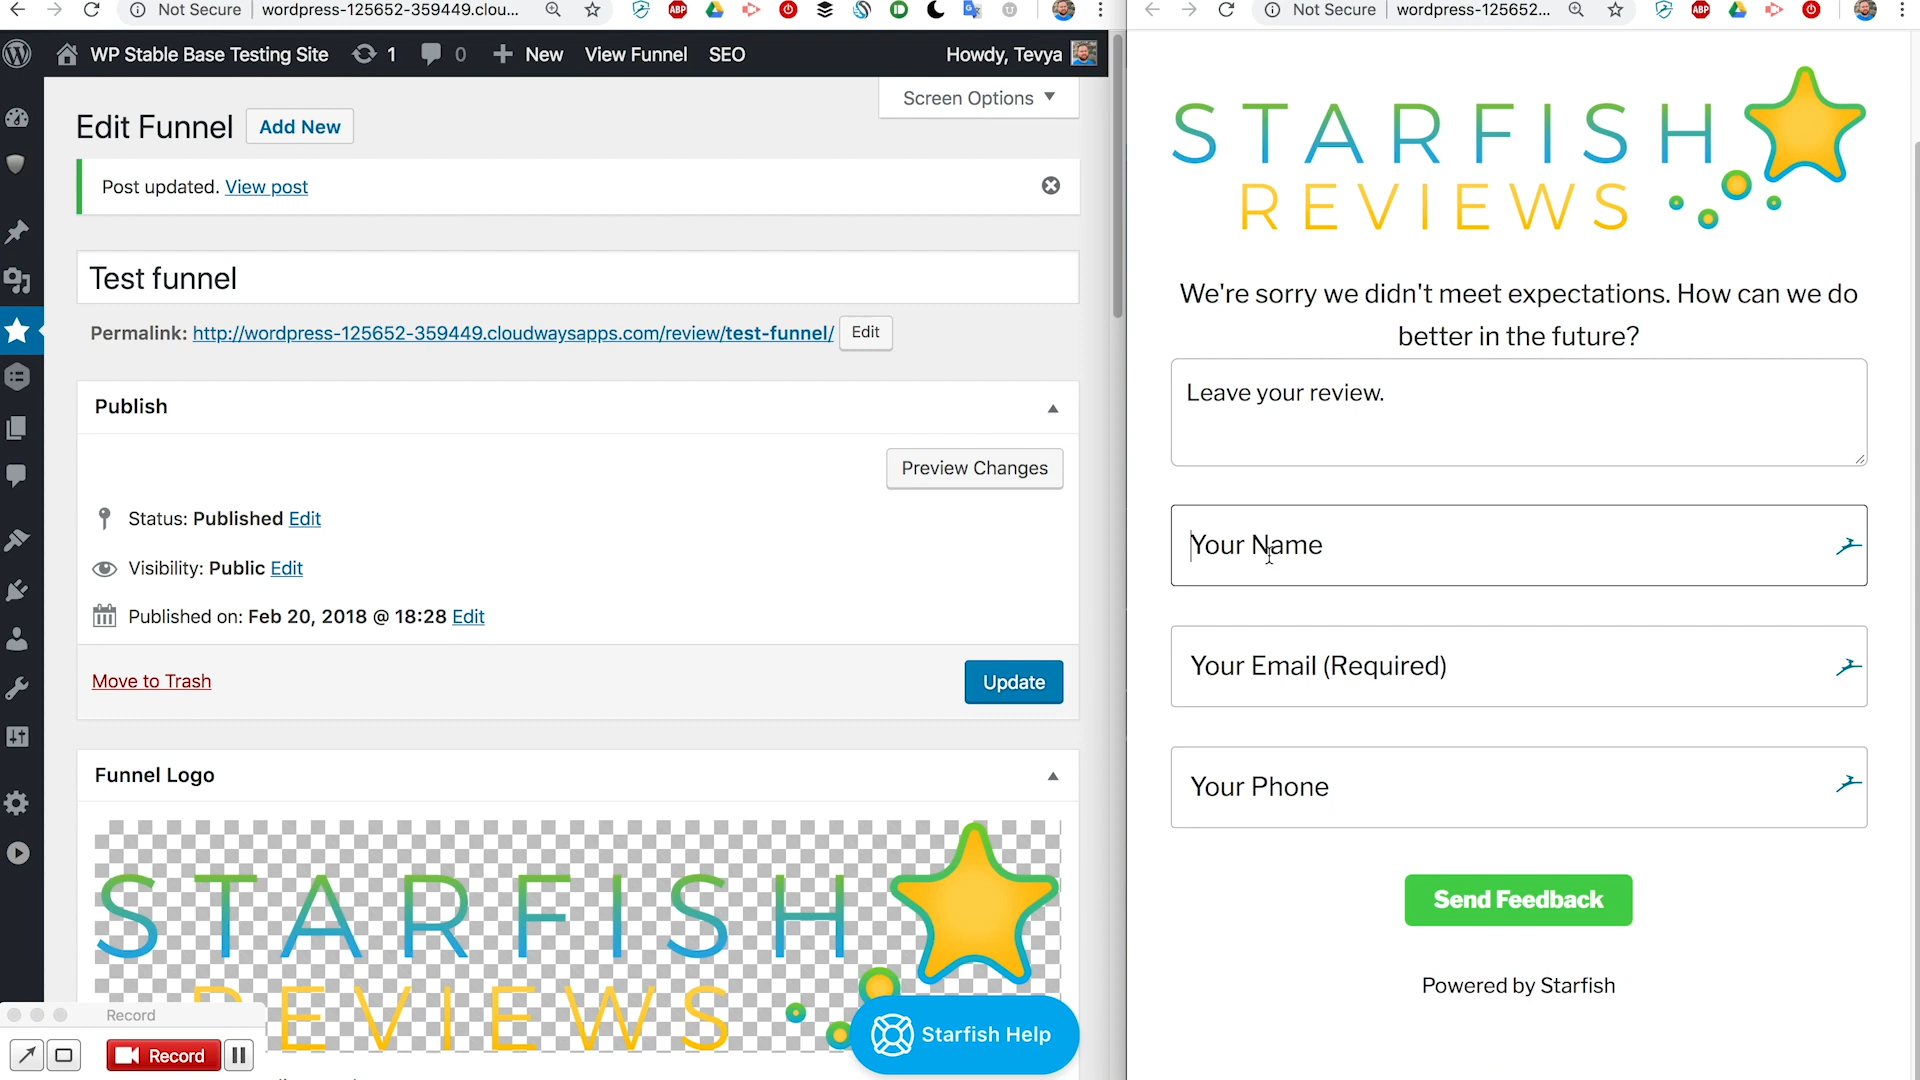 Not Secure
wordpress-125652-359449.clou...
ABP
WP Stable Base Testing Site
1
0
New
View Funnel
SEO
Howdy, Tevya
Screen Options
Edit Funnel
Add New
Post updated. View post
Test funnel
Permalink: http://wordpress-125652-359449.cloudwaysapps.com/review/test-funnel/
Edit
Publish
Preview Changes
Status: Published Edit
Visibility: Public Edit
Published on: Feb 20, 2018 @ 18:28 Edit
Move to Trash
Update
Funnel Logo
STARFISH
REVIEWS
Starfish Help
Record
Record
Not Secure
wordpress-125652...
ABP
STARFISH
REVIEWS
We're sorry we didn't meet expectations. How can we do
better in the future?
Leave your review.
Your Name
Your Email (Required)
Your Phone
Send Feedback
Powered by Starfish